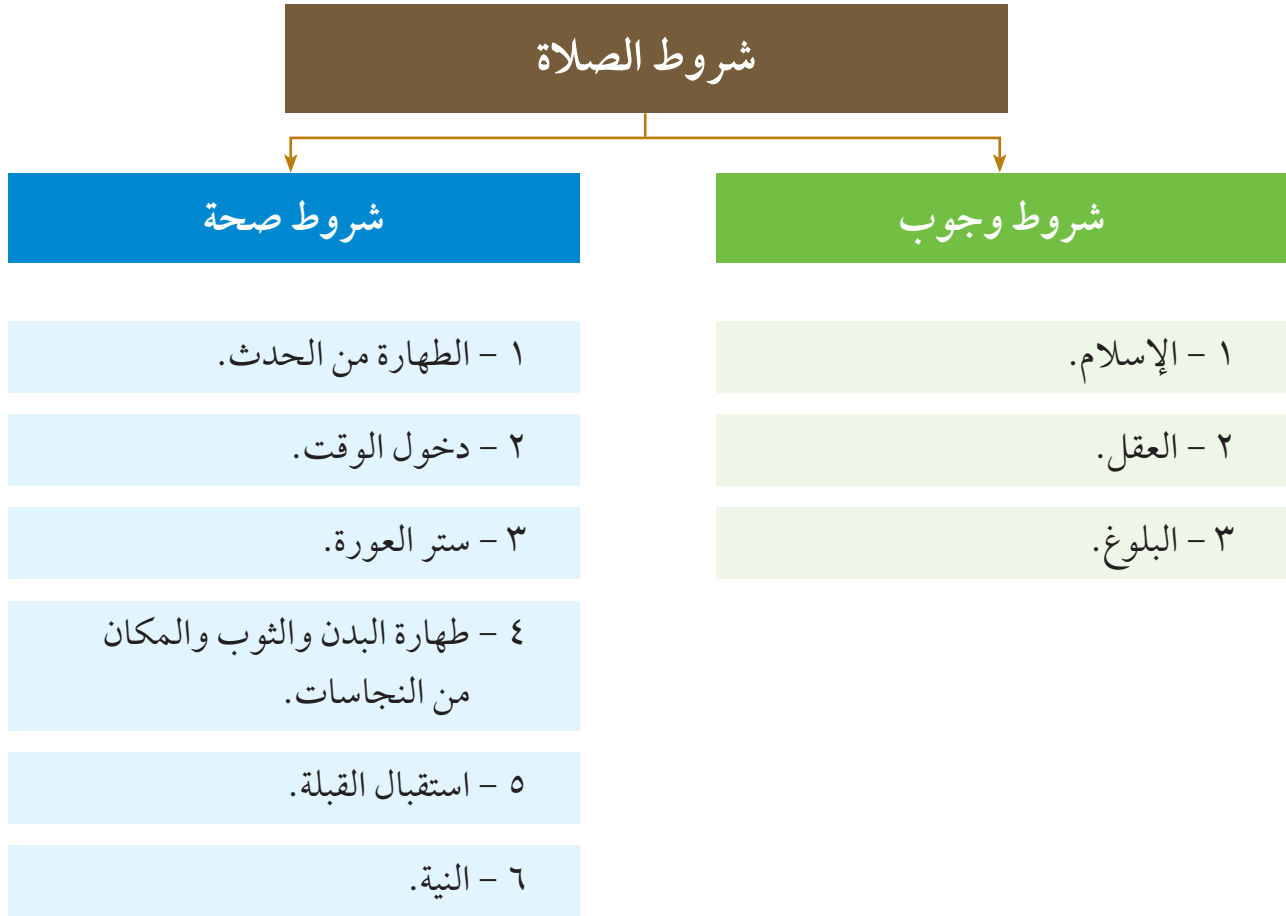 شروط الصلاة
شروط وجوب
١ – الإسلام.
٢ – العقل.
٣ – البلوغ.
شروط صحة
١ – الطهارة من الحدث.
٢ – دخول الوقت.
٣ – ستر العورة.
٤ – طهارة البدن والثوب والمكان
من النجاسات.
٥ – استقبال القبلة.
٦ – النية.